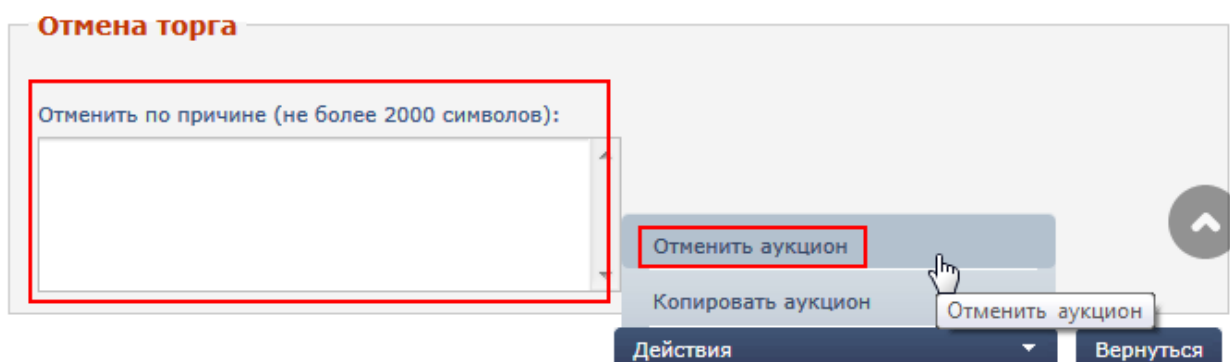 Отмена торга
Отменить по причине (не более 2000 символов):
Отменить аукцион
Копировать аукцион
Отменить аукцион
Действия
Вернуться